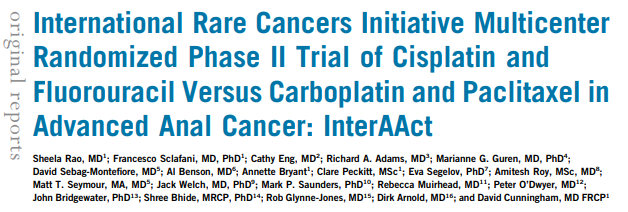 original reports
International Rare Cancers Initiative Multicenter
Randomized Phase II Trial of Cisplatin and
Fluorouracil Versus Carboplatin and Paclitaxel in
Advanced Anal Cancer: InterAAct
Sheela Rao, MD¹; Francesco Sclafani, MD, PhD¹; Cathy Eng, MD²; Richard A. Adams, MD³; Marianne G. Guren, MD, PhD⁴;
David Sebag-Montefiore, MD⁵; Al Benson, MD⁶; Annette Bryant¹; Clare Peckitt, MSc¹; Eva Segelov, PhD⁷; Amitesh Roy, MSc, MD⁸;
Matt T. Seymour, MA, MD⁵; Jack Welch, MD, PhD⁹; Mark P. Saunders, PhD¹⁰; Rebecca Muirhead, MD¹¹; Peter O'Dwyer, MD¹²;
John Bridgewater, PhD¹³; Shree Bhide, MRCP, PhD¹⁴; Rob Glynne-Jones, MD¹⁵; Dirk Arnold, MD¹⁶; and David Cunningham, MD FRCP¹